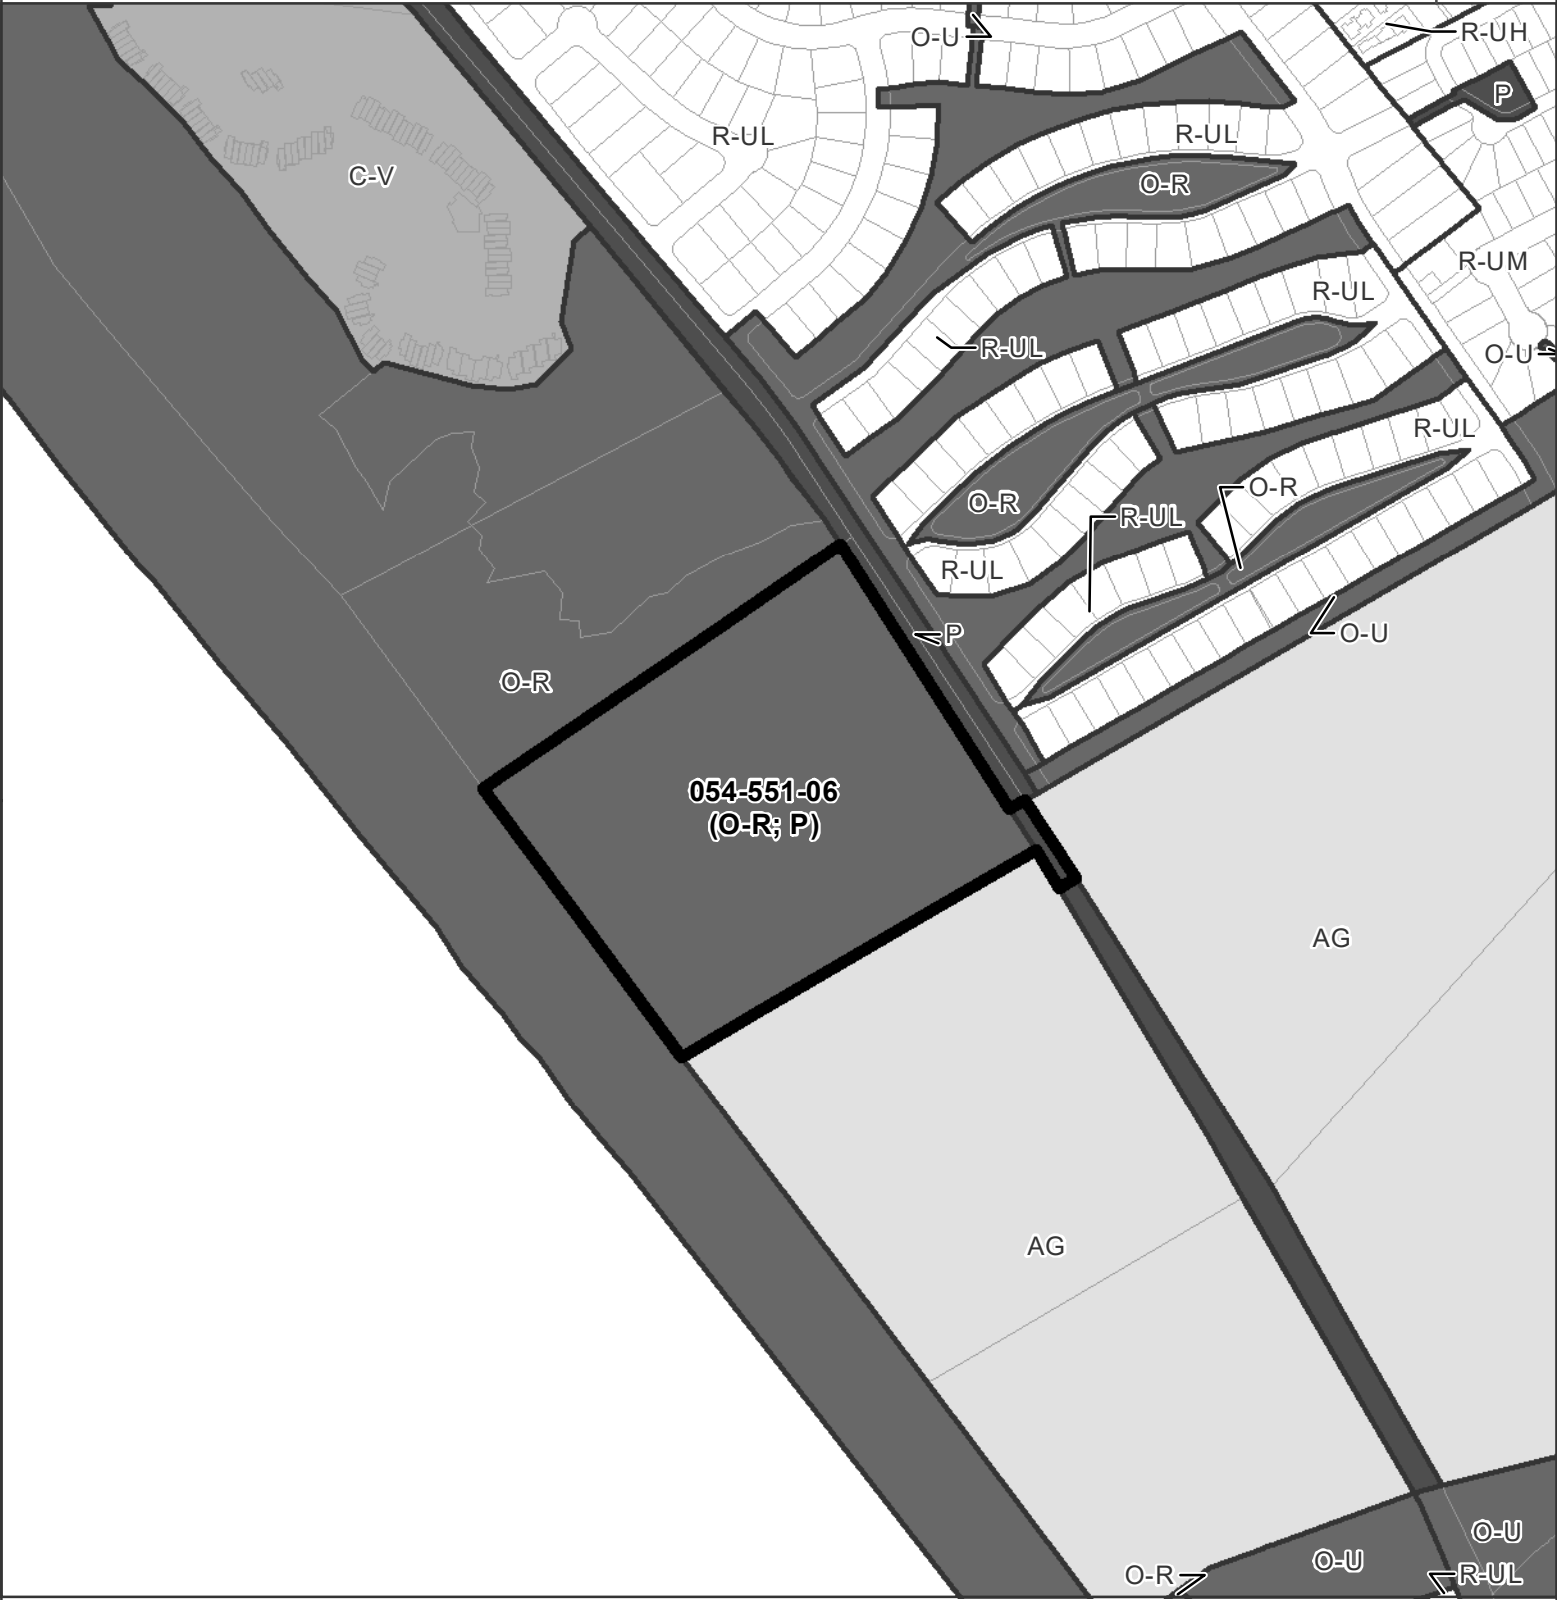 O-U
R-UH
P
R-UL
R-UL
C-V
O-R
R-UM
R-UL
R-UL
O-U
R-UL
O-R
O-R
R-UL
R-UL
P
O-U
O-R
054-551-06
(O-R; P)
AG
AG
O-U
O-U
O-R
R-UL